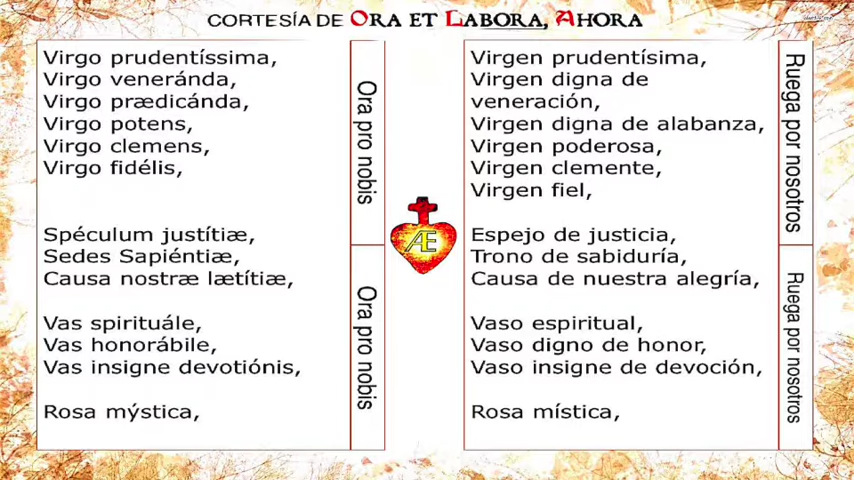 CORTESÍA DE ORA ET LABORA, AHORA
Virgo prudentíssima,
Virgo veneránda,
Virgo prædicánda,
Virgo potens,
Virgo clemens,
Virgo fidélis,
Spéculum justítiæ,
Sedes Sapiéntiæ,
Causa nostræ lætítiæ,
Vas spirituále,
Vas honorábile,
Vas insigne devotiónis,
Rosa mýstica,
Ora pro nobis
Ora pro nobis
Æ
Virgen prudentísima,
Virgen digna de
veneración,
Virgen digna de alabanza,
Virgen poderosa,
Virgen clemente,
Virgen fiel,
Espejo de justicia,
Trono de sabiduría,
Causa de nuestra alegría,
Vaso espiritual,
Vaso digno de honor,
Vaso insigne de devoción,
Rosa mística,
Ruega por nosotros
Ruega por nosotros